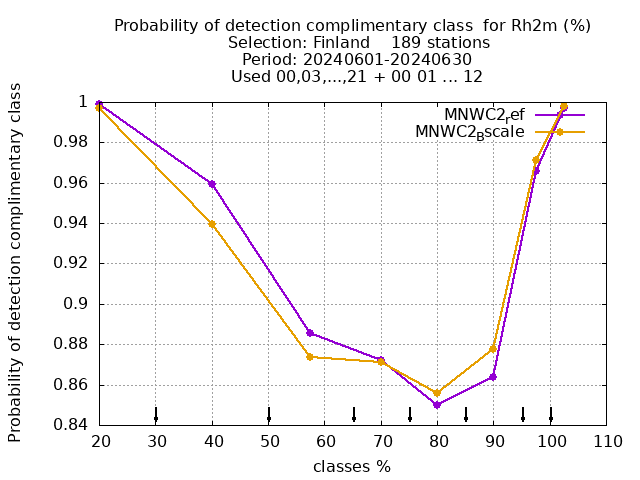 Probability of detection complimentary class  for Rh2m (%)
Selection: Finland    189 stations
Period: 20240601-20240630
Used 00,03,...,21 + 00 01 ... 12
Probability of detection complimentary class
MNWC2ref
MNWC2Bscale
1
0.98
0.96
0.94
0.92
0.9
0.88
0.86
0.84
20 30 40 50 60 70 80 90 100 110
classes %